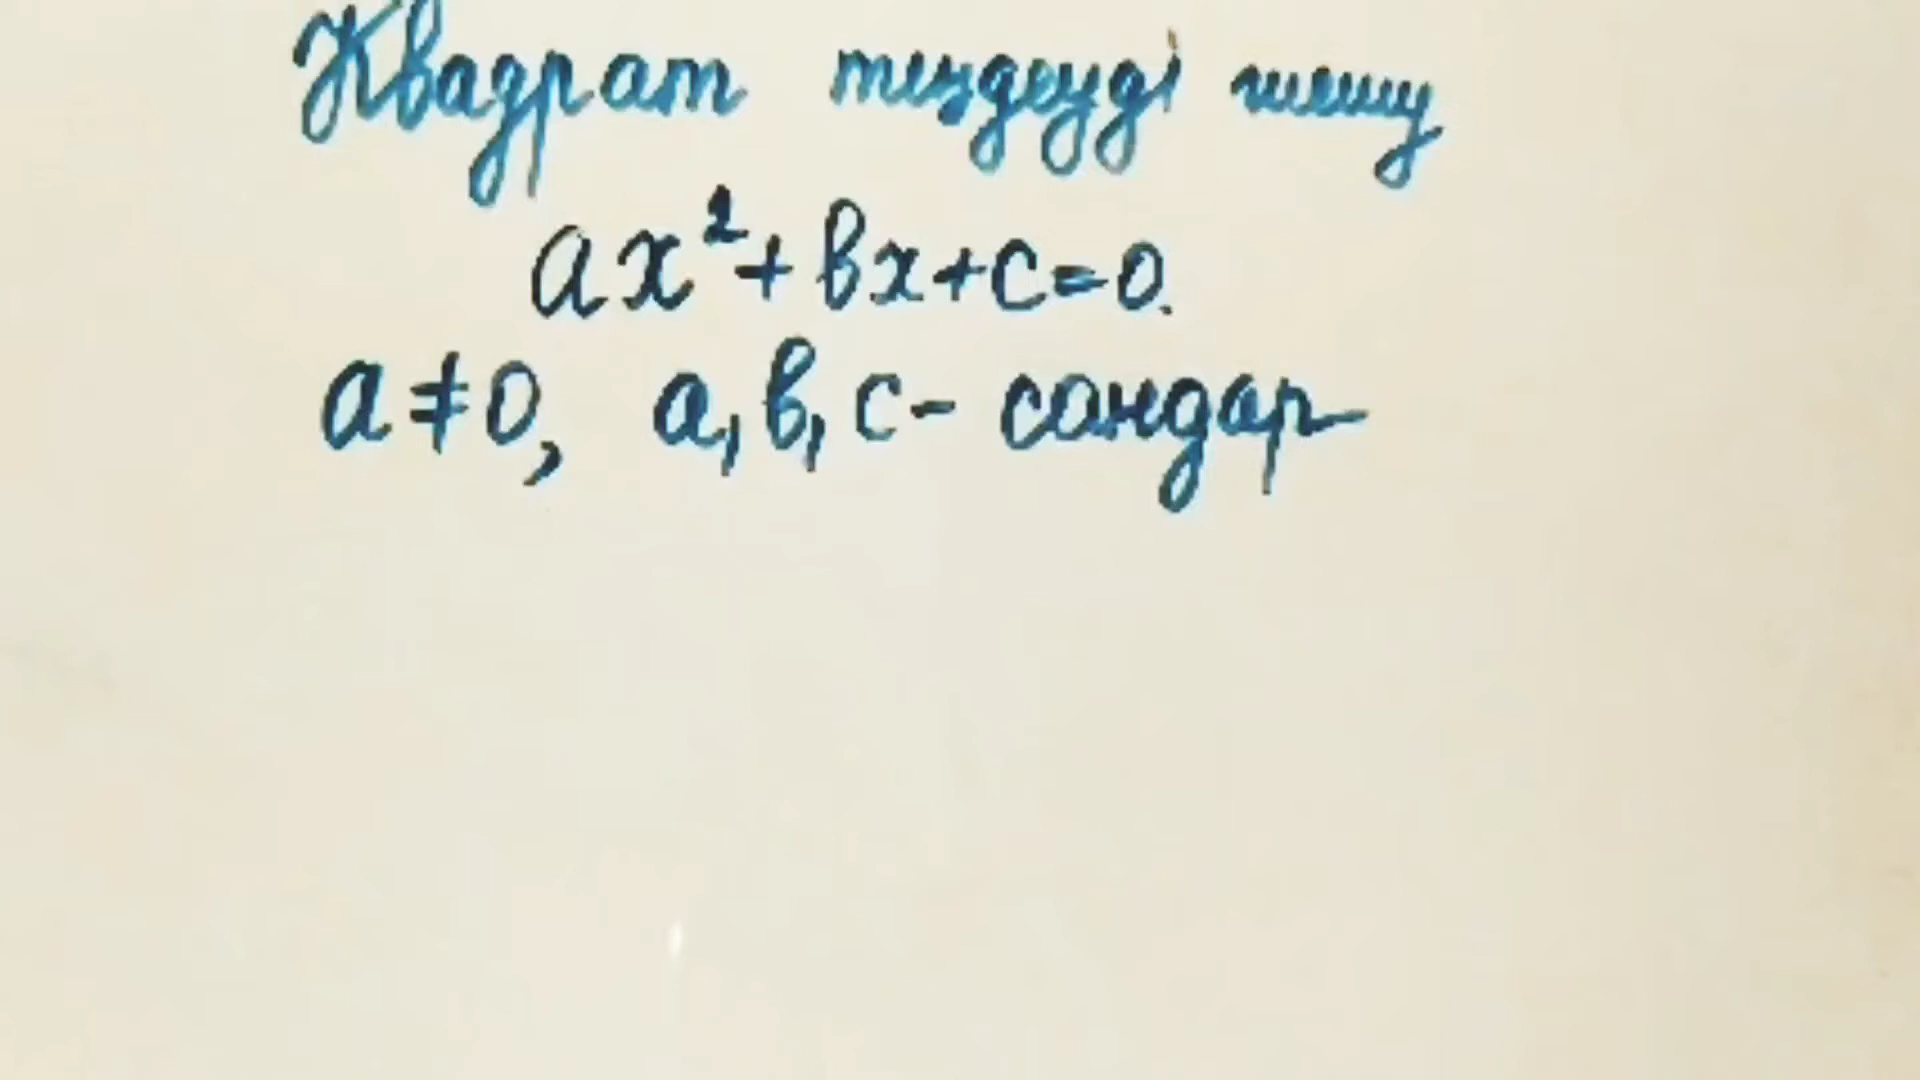 Квадрат теңдеуді шешу
ax²+вx+c=0.
a≠0, a, в, c - сандар